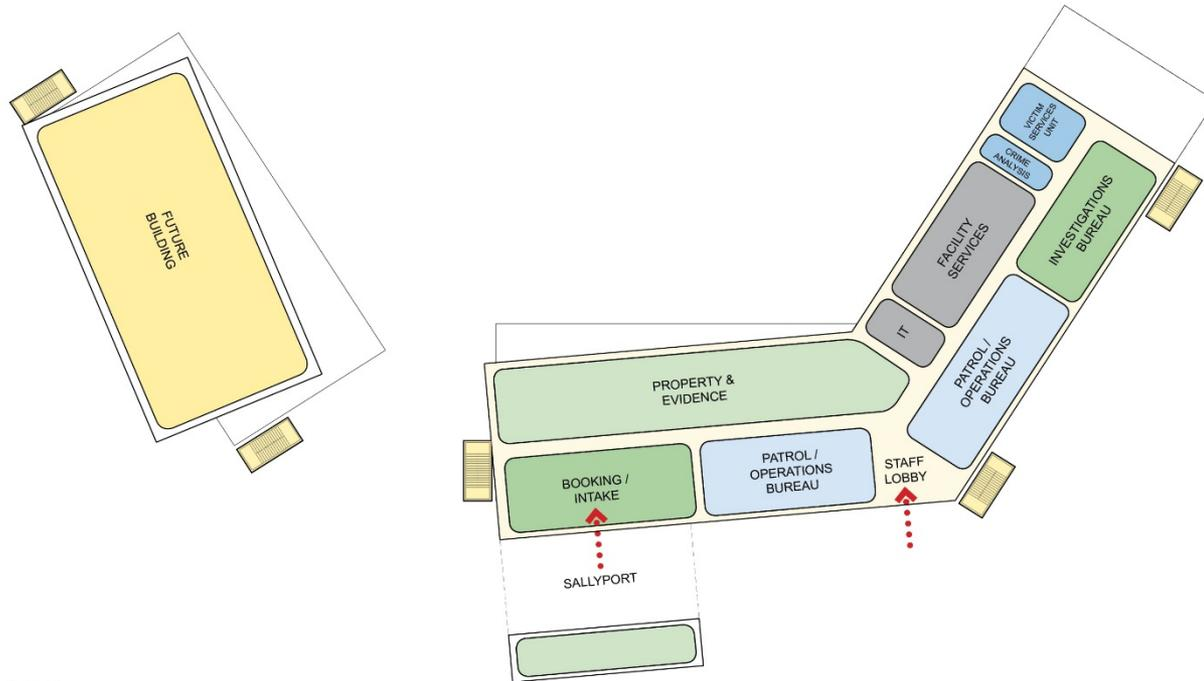 FUTURE
BUILDING
VICTIM
SERVICES
UNIT
CRIME
ANALYSIS
INVESTIGATIONS
BUREAU
FACILITY
SERVICES
IT
PATROL /
OPERATIONS
BUREAU
PROPERTY &
EVIDENCE
BOOKING /
INTAKE
PATROL /
OPERATIONS
BUREAU
STAFF
LOBBY
SALLYPORT